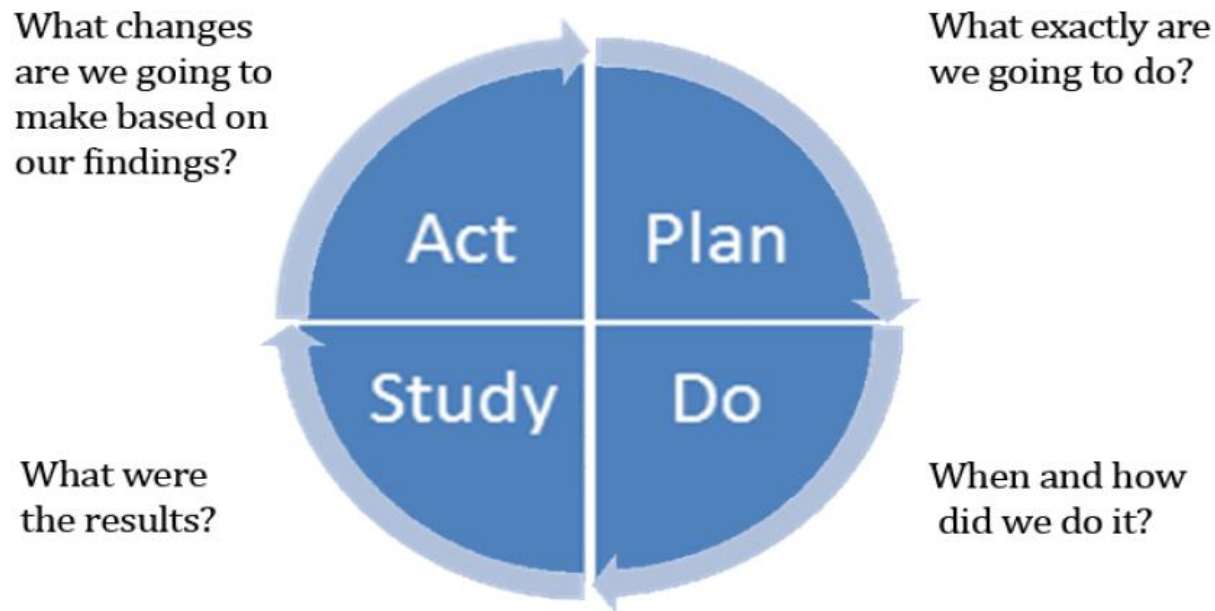 What changes
are we going to
make based on
our findings?
What exactly are
we going to do?
Act
Plan
Study
Do
What were
the results?
When and how
did we do it?